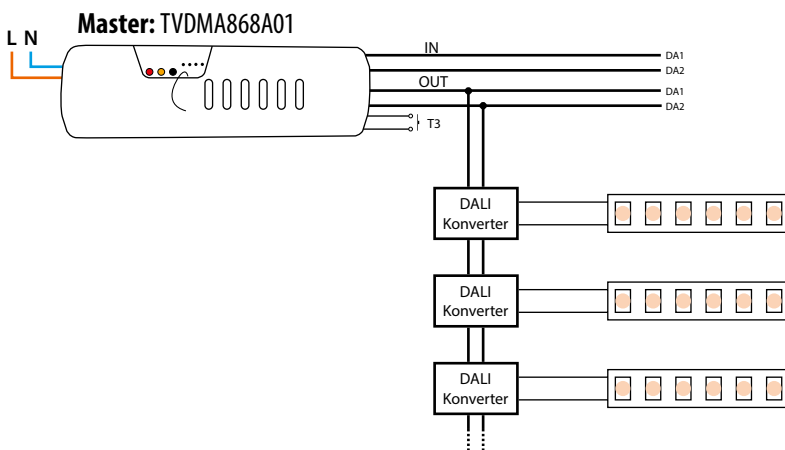 Master: TVDMA868A01
L N
IN
DA1
DA2
OUT
DA1
DA2
T3
DALI
Konverter
DALI
Konverter
DALI
Konverter